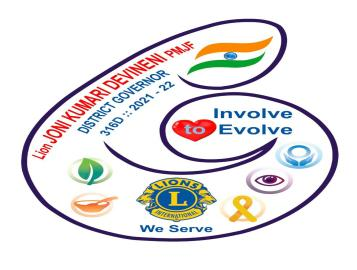 Lion JONI KUMARI DEVINENI PMJF
DISTRICT GOVERNOR
316D :: 2021 - 22
Involve
to Evolve
LIONS
L
INTERNATIONAL
We Serve